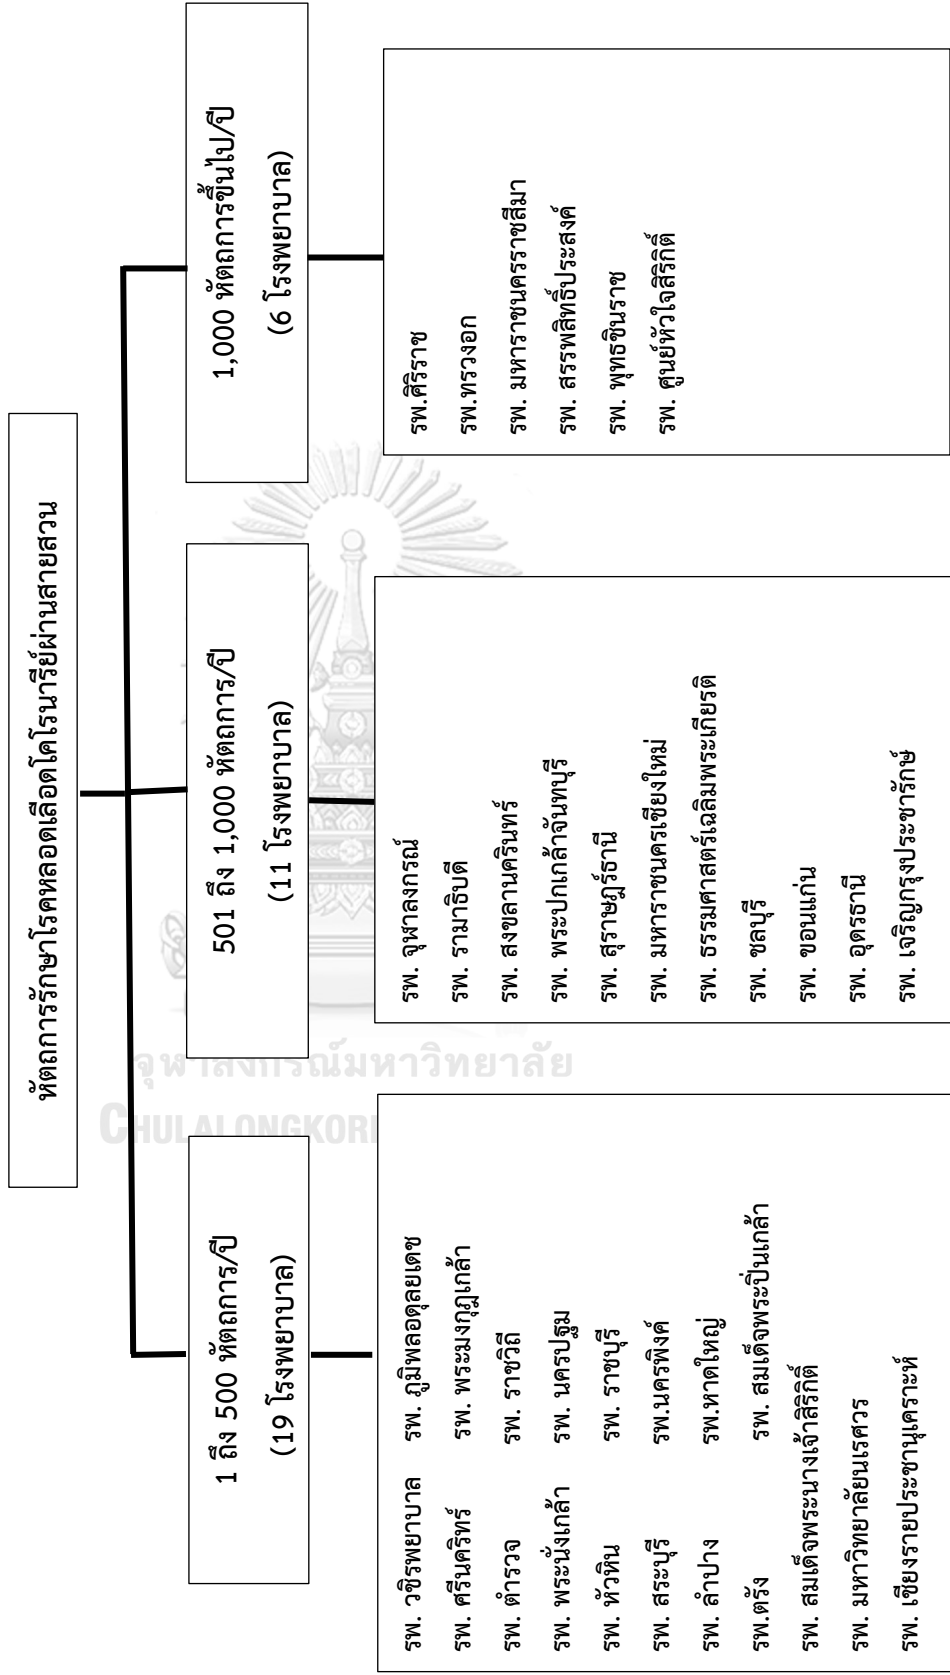 หัตถการรักษาโรคหลอดเลือดโคโรนารีย์ผ่านสายสวน
1 ถึง 500 หัตถการ/ปี
(19 โรงพยาบาล)
501 ถึง 1,000 หัตถการ/ปี
(11 โรงพยาบาล)
1,000 หัตถการขึ้นไป/ปี
(6 โรงพยาบาล)
รพ. วชิรพยาบาล รพ. ภูมิพลอดุลยเดช
รพ. ศรีนครินทร์ รพ. พระมงกุฎเกล้า
รพ. ตำรวจ รพ. ราชวิถี
รพ. พระนั่งเกล้า รพ. นครปฐม
รพ. หัวหิน รพ. ราชบุรี
รพ. สระบุรี รพ.นครพิงค์
รพ. ลำปาง รพ.หาดใหญ่
รพ.ตรัง รพ. สมเด็จพระปิ่นเกล้า
รพ. สมเด็จพระนางเจ้าสิริกิติ์
รพ. มหาวิทยาลัยนเรศวร
รพ. เชียงรายประชานุเคราะห์
รพ. จุฬาลงกรณ์
รพ. รามาธิบดี
รพ. สงขลานครินทร์
รพ. พระปกเกล้าจันทบุรี
รพ. สุราษฎร์ธานี
รพ. มหาราชนครเชียงใหม่
รพ. ธรรมศาสตร์เฉลิมพระเกียรติ
รพ. ชลบุรี
รพ. ขอนแก่น
รพ. อุดรธานี
รพ. เจริญกรุงประชารักษ์
รพ.ศิริราช
รพ.ทรวงอก
รพ. มหาราชนครราชสีมา
รพ. สรรพสิทธิ์ประสงค์
รพ. พุทธชินราช
รพ. ศูนย์หัวใจสิริกิติ์
จุฬาลงกรณ์มหาวิทยาลัย
CHULALONGKOR